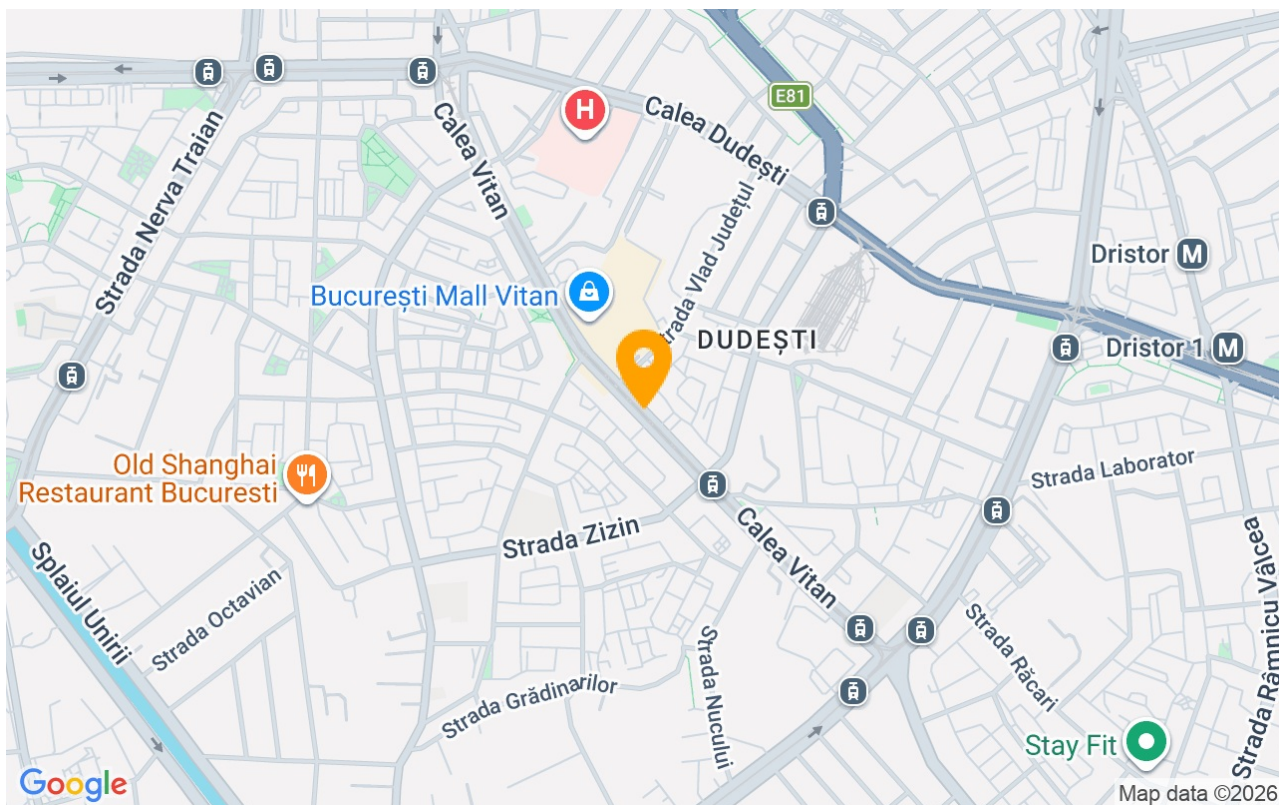 E81
Calea Dudești
Calea Vitan
H
Strada Nerva Traian
Strada Vlad Județul
Dristor
M
București Mall Vitan
DUDEȘTI
Dristor 1
M
Old Shanghai
Restaurant Bucuresti
Strada Laborator
Strada Zizin
Calea Vitan
Splaiul Unirii
Strada Octavian
Strada Râmnicu Vâlcea
Strada Răcari
Strada Nucului
Strada Grădinarilor
Stay Fit
Google
Map data ©2026